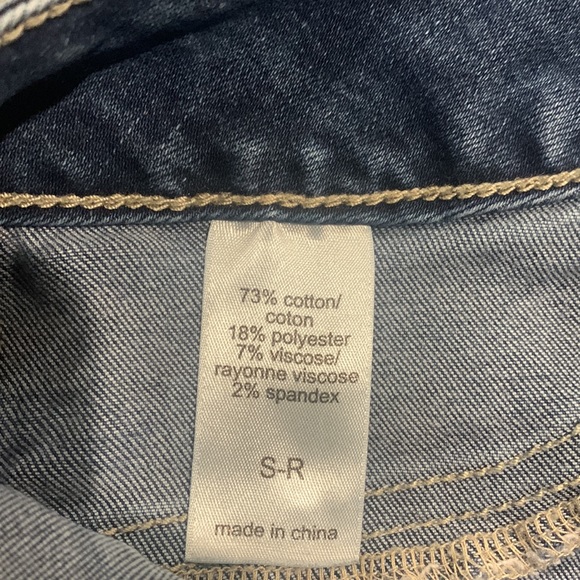 73% cotton/
coton
18% polyester
7% viscose/
rayonne viscose
2% spandex
S-R
made in china